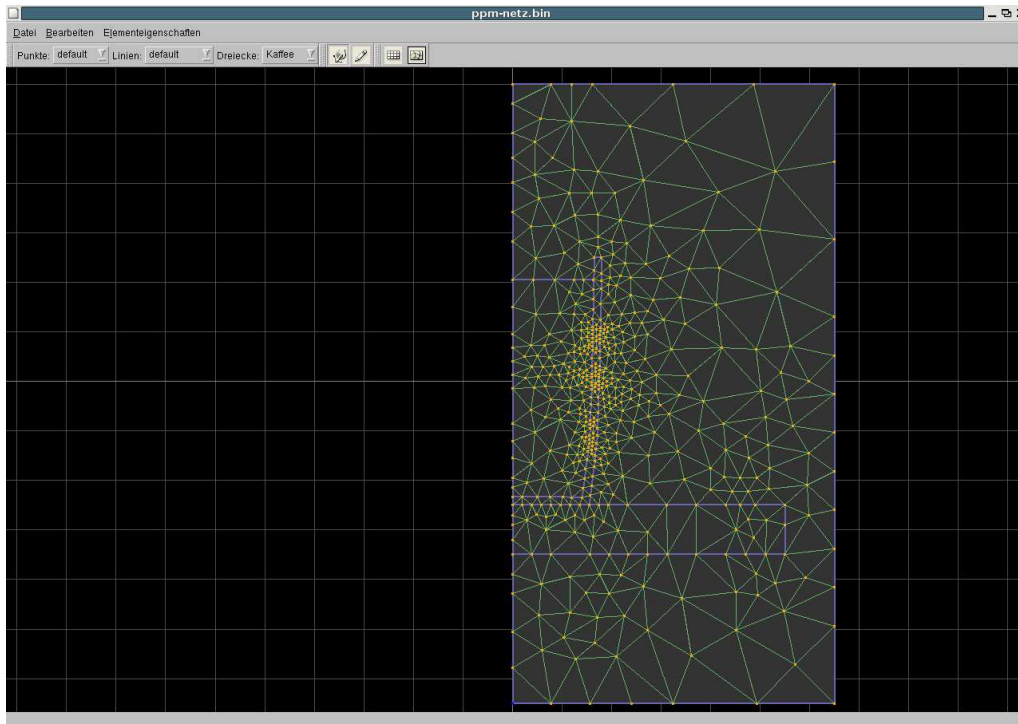 ppm-netz.bin
Datei Bearbeiten Elementeigenschaften
Punkte: default Linien: default Dreiecke: Kaffee